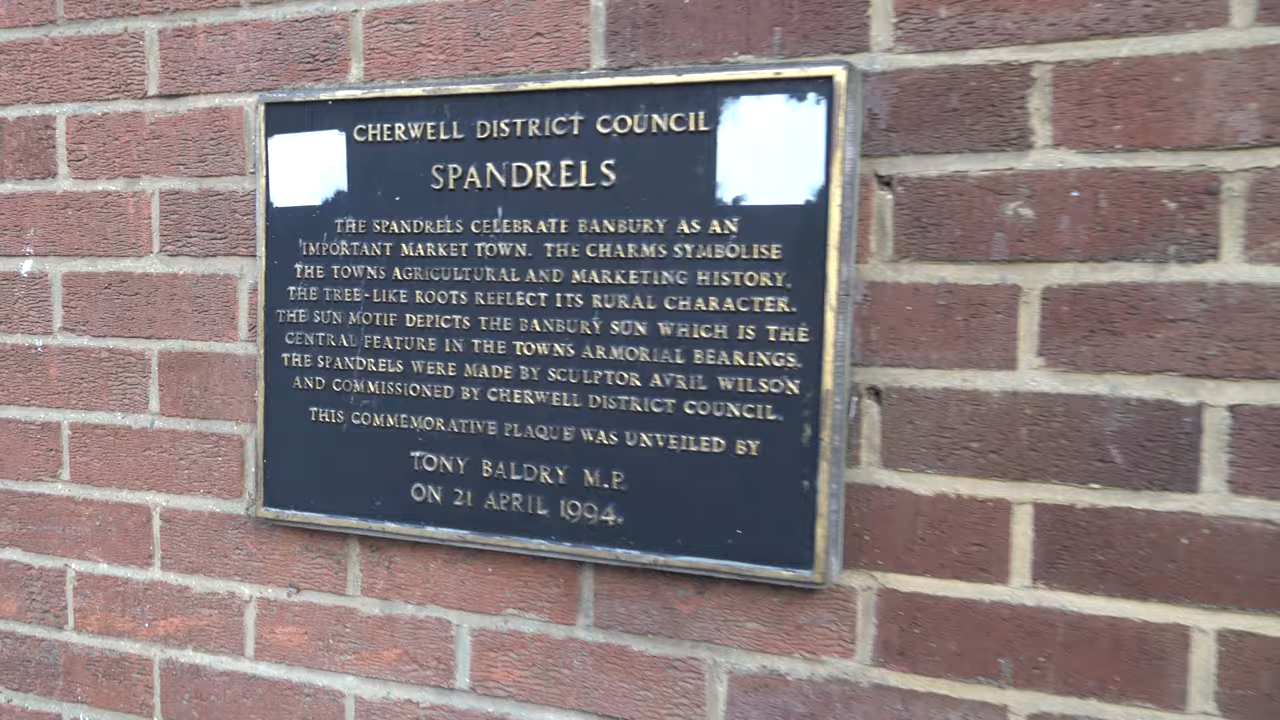 CHERWELL DISTRICT COUNCIL
SPANDRELS
THE SPANDRELS CELEBRATE BANBURY AS AN
IMPORTANT MARKET TOWN. THE CHARMS SYMBOLISE
THE TOWNS AGRICULTURAL AND MARKETING HISTORY.
THE TREE-LIKE ROOTS REFLECT ITS RURAL CHARACTER.
THE SUN MOTIF DEPICTS THE BANBURY SUN WHICH IS THE
CENTRAL FEATURE IN THE TOWNS ARMORIAL BEARINGS.
THE SPANDRELS WERE MADE BY SCULPTOR AVRIL WILSON
AND COMMISSIONED BY CHERWELL DISTRICT COUNCIL.
THIS COMMEMORATIVE PLAQUE WAS UNVEILED BY
TONY BALDRY M.P.
ON 21 APRIL 1994.